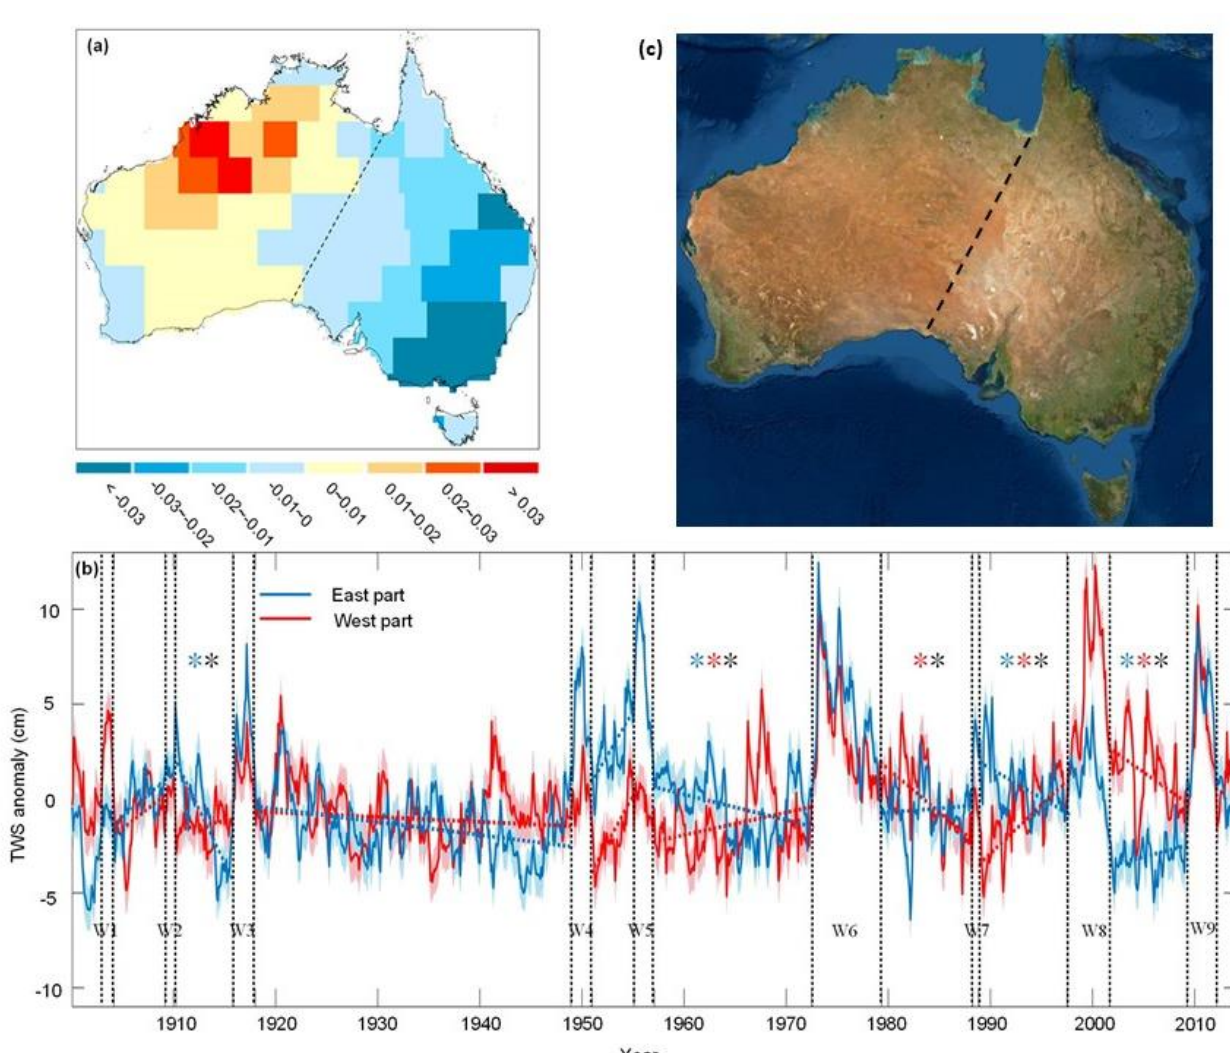 (a)
(c)
< -0.03
-0.03~-0.02
-0.02~-0.01
-0.01~0
0~0.01
0.01~0.02
0.02~0.03
> 0.03
(b)
East part
West part
10
5
0
-5
-10
TWS anomaly (cm)
**
***
**
***
***
W1 W2 W3 W4 W5 W6 W7 W8 W9
1910 1920 1930 1940 1950 1960 1970 1980 1990 2000 2010